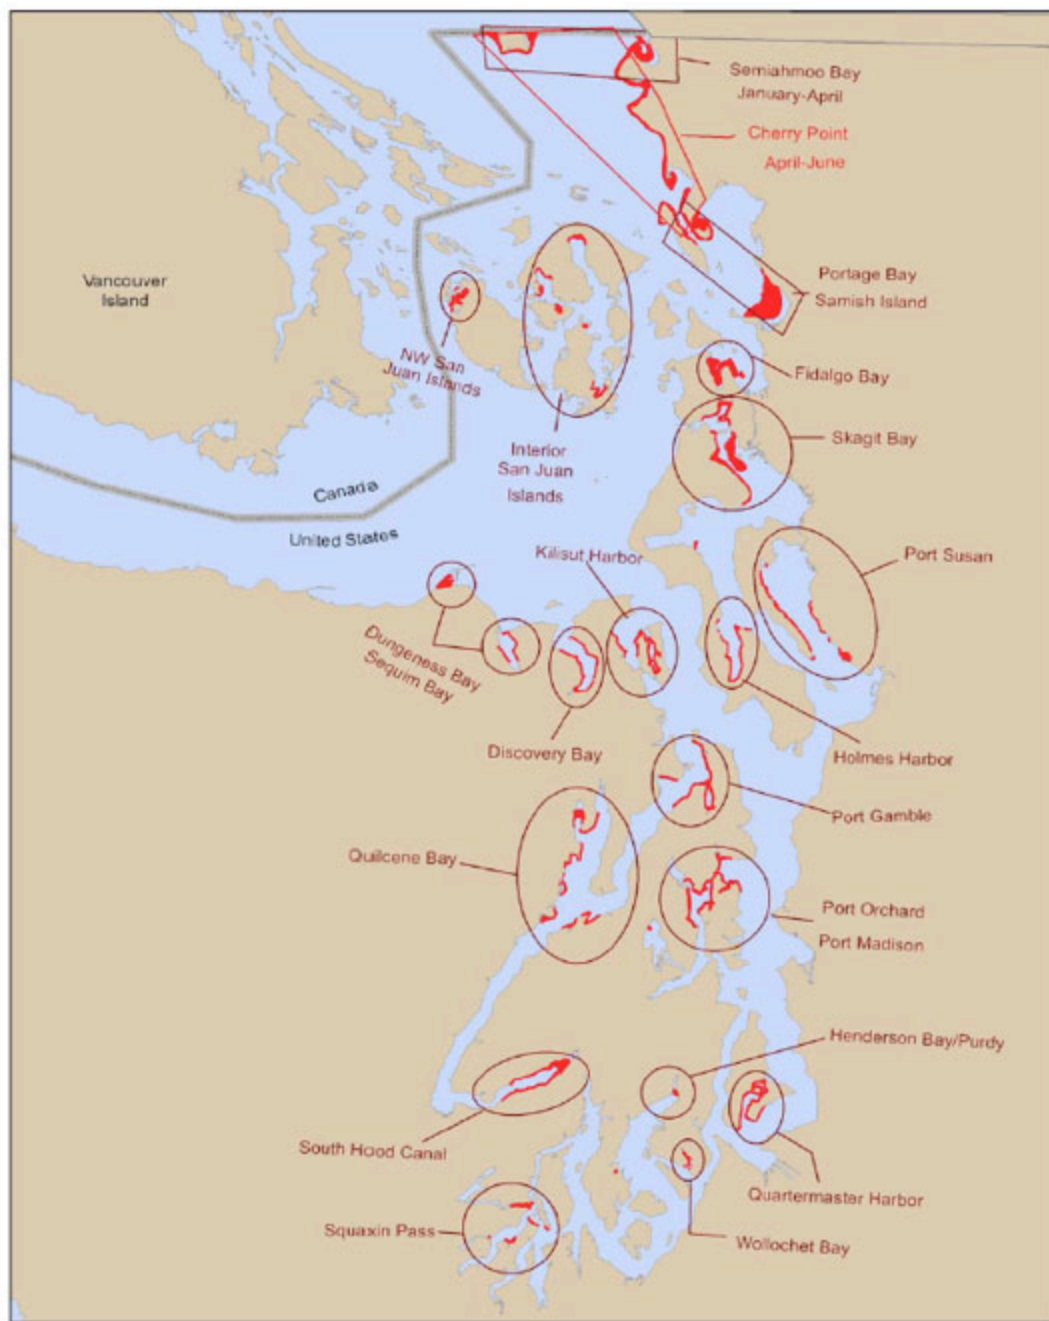 Semiahmoo Bay
January-April
Cherry Point
April-June
Vancouver
Island
Portage Bay
Samish Island
NW San
Juan Islands
Fidalgo Bay
Skagit Bay
Interior
San Juan
Islands
Canada
United States
Kilisut Harbor
Port Susan
Dungeness Bay
Sequim Bay
Discovery Bay
Holmes Harbor
Port Gamble
Quilcene Bay
Port Orchard
Port Madison
Henderson Bay/Purdy
South Hood Canal
Quartermaster Harbor
Squaxin Pass
Wollochet Bay